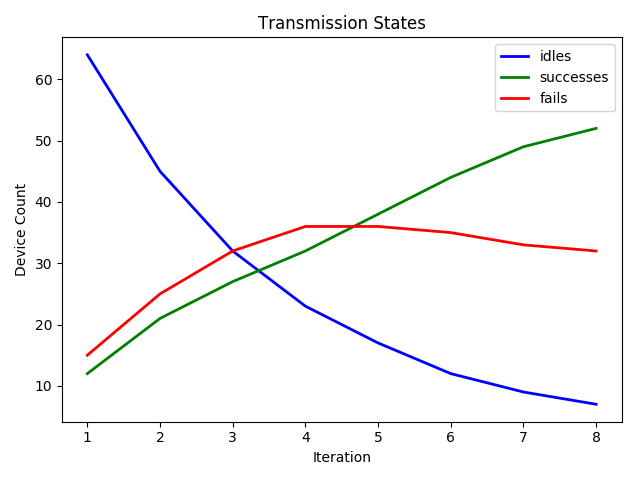 Transmission States
idles
successes
fails
Device Count
60
50
40
30
20
10
1 2 3 4 5 6 7 8
Iteration